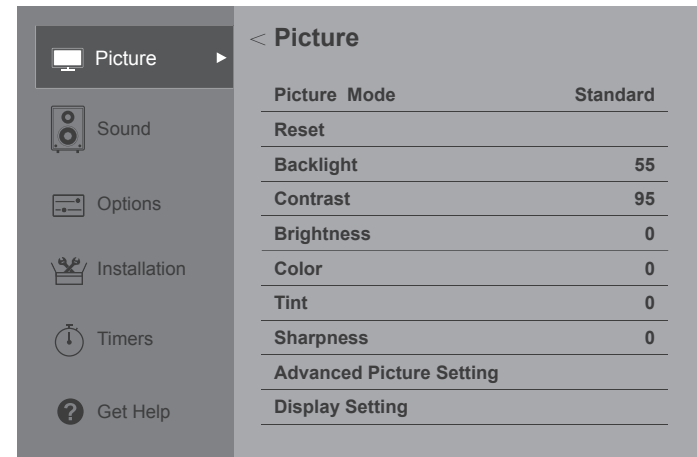 Picture
Sound
Options
Installation
Timers
Get Help
< Picture
Picture Mode Standard
Reset
Backlight 55
Contrast 95
Brightness 0
Color 0
Tint 0
Sharpness 0
Advanced Picture Setting
Display Setting